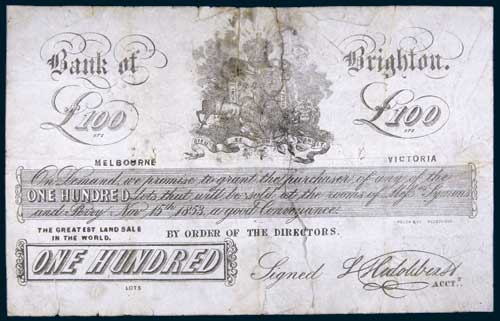 Bank of Brighton.
£100 £100
MELBOURNE VICTORIA
On Demand, we promise to grant the purchaser of any of the
ONE HUNDRED Lots that will be sold at the rooms of Mess.rs Symons
and Perry Nov 15th 1853, a good Conveyance.
THE GREATEST LAND SALE
IN THE WORLD.
BY ORDER OF THE DIRECTORS.
ONE HUNDRED
LOTS
Signed
ACCT.